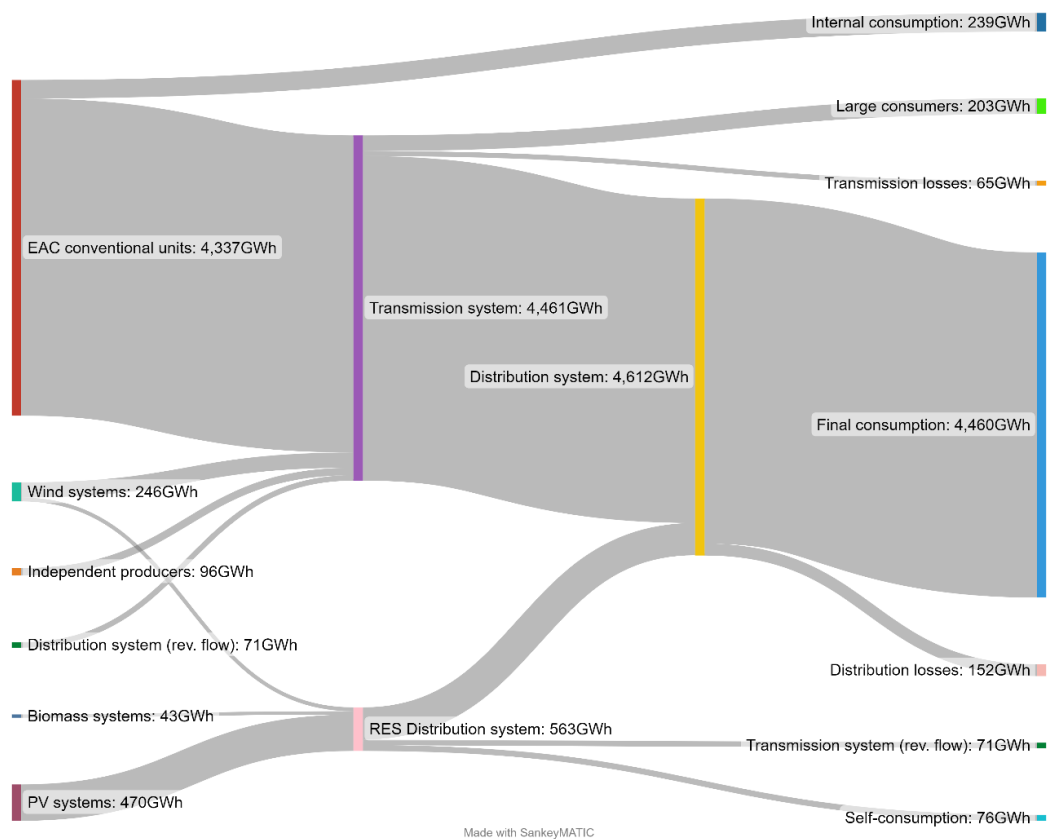 Internal consumption: 239GWh
Large consumers: 203GWh
Transmission losses: 65GWh
EAC conventional units: 4,337GWh
Transmission system: 4,461GWh
Distribution system: 4,612GWh
Final consumption: 4,460GWh
Wind systems: 246GWh
Independent producers: 96GWh
Distribution system (rev. flow): 71GWh
Distribution losses: 152GWh
Biomass systems: 43GWh
RES Distribution system: 563GWh
Transmission system (rev. flow): 71GWh
PV systems: 470GWh
Self-consumption: 76GWh
Made with SankeyMATIC